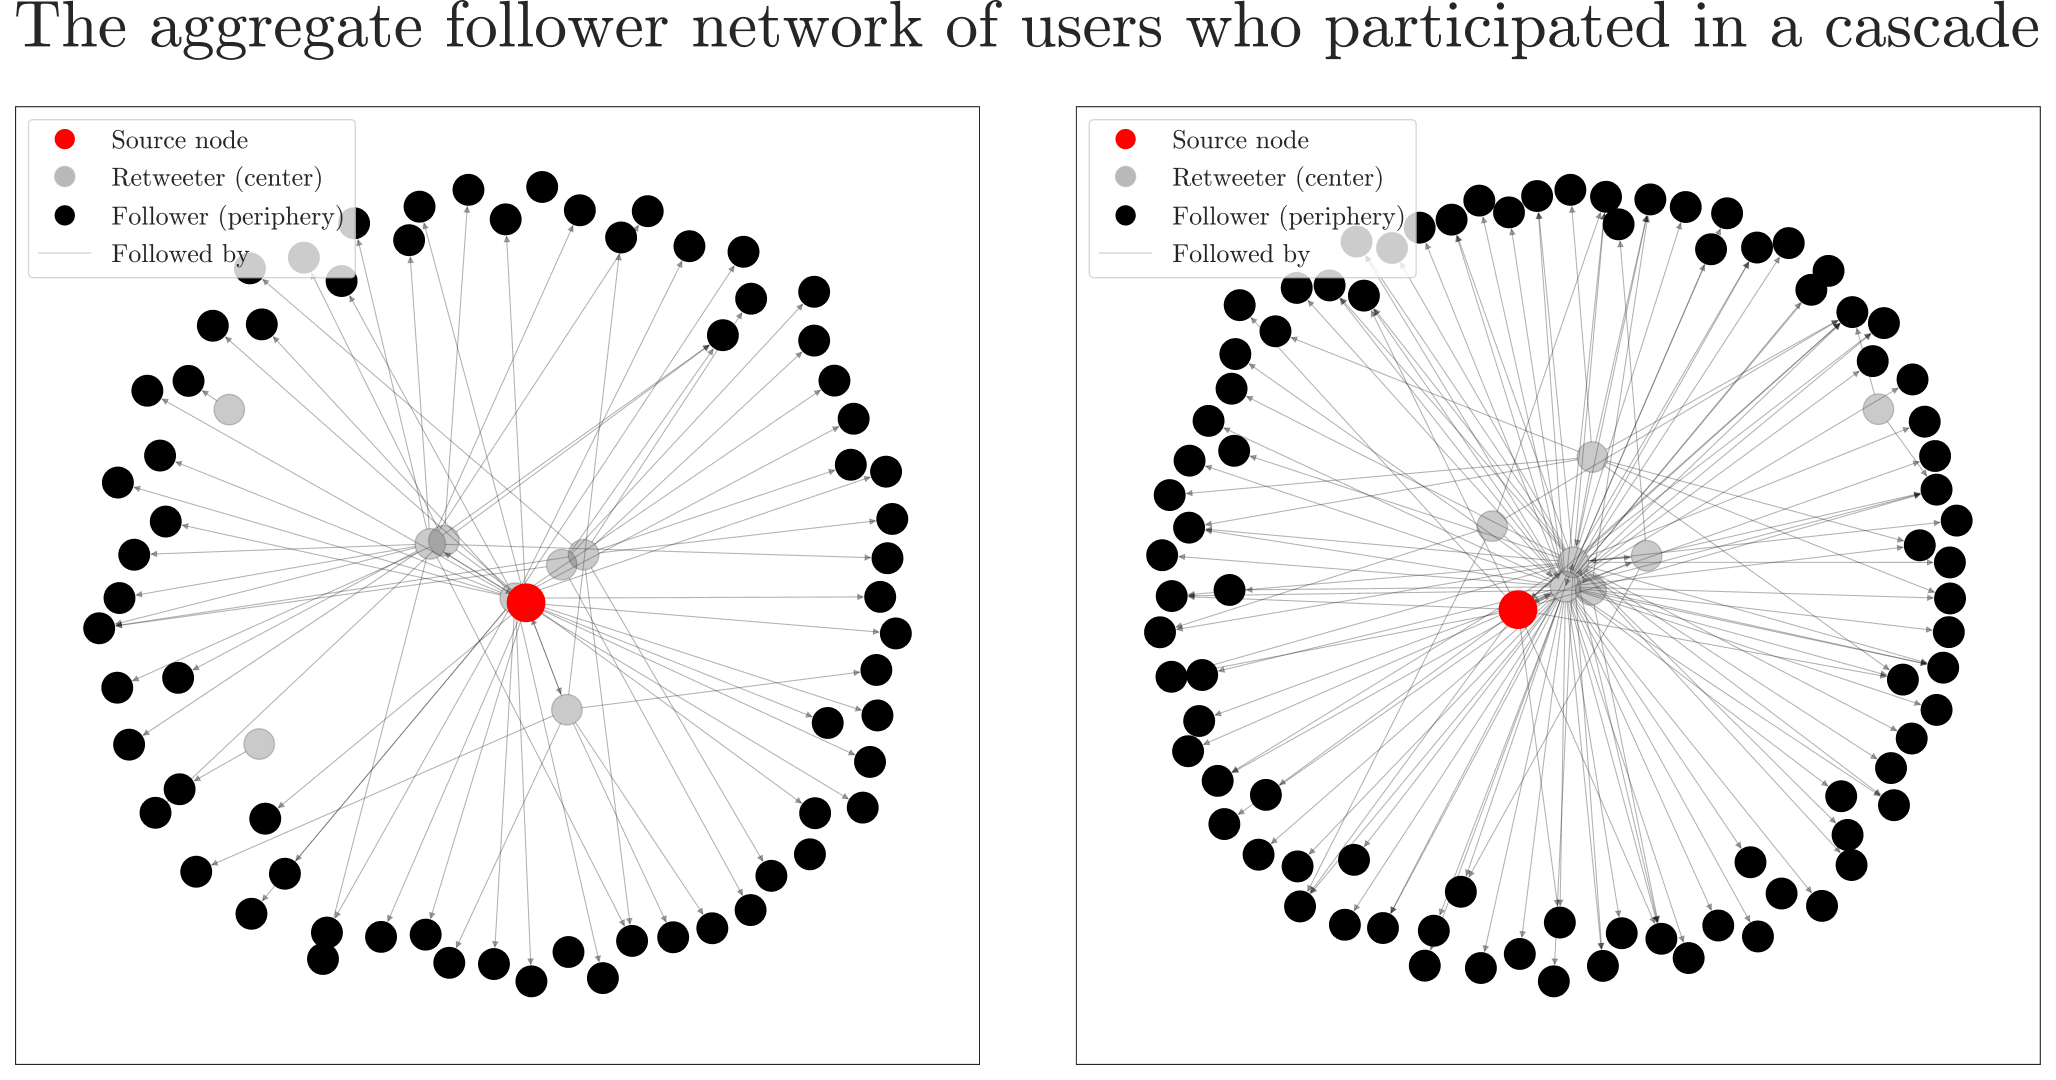 The aggregate follower network of users who participated in a cascade
Source node
Retweeter (center)
Follower (periphery)
Followed by
Source node
Retweeter (center)
Follower (periphery)
Followed by